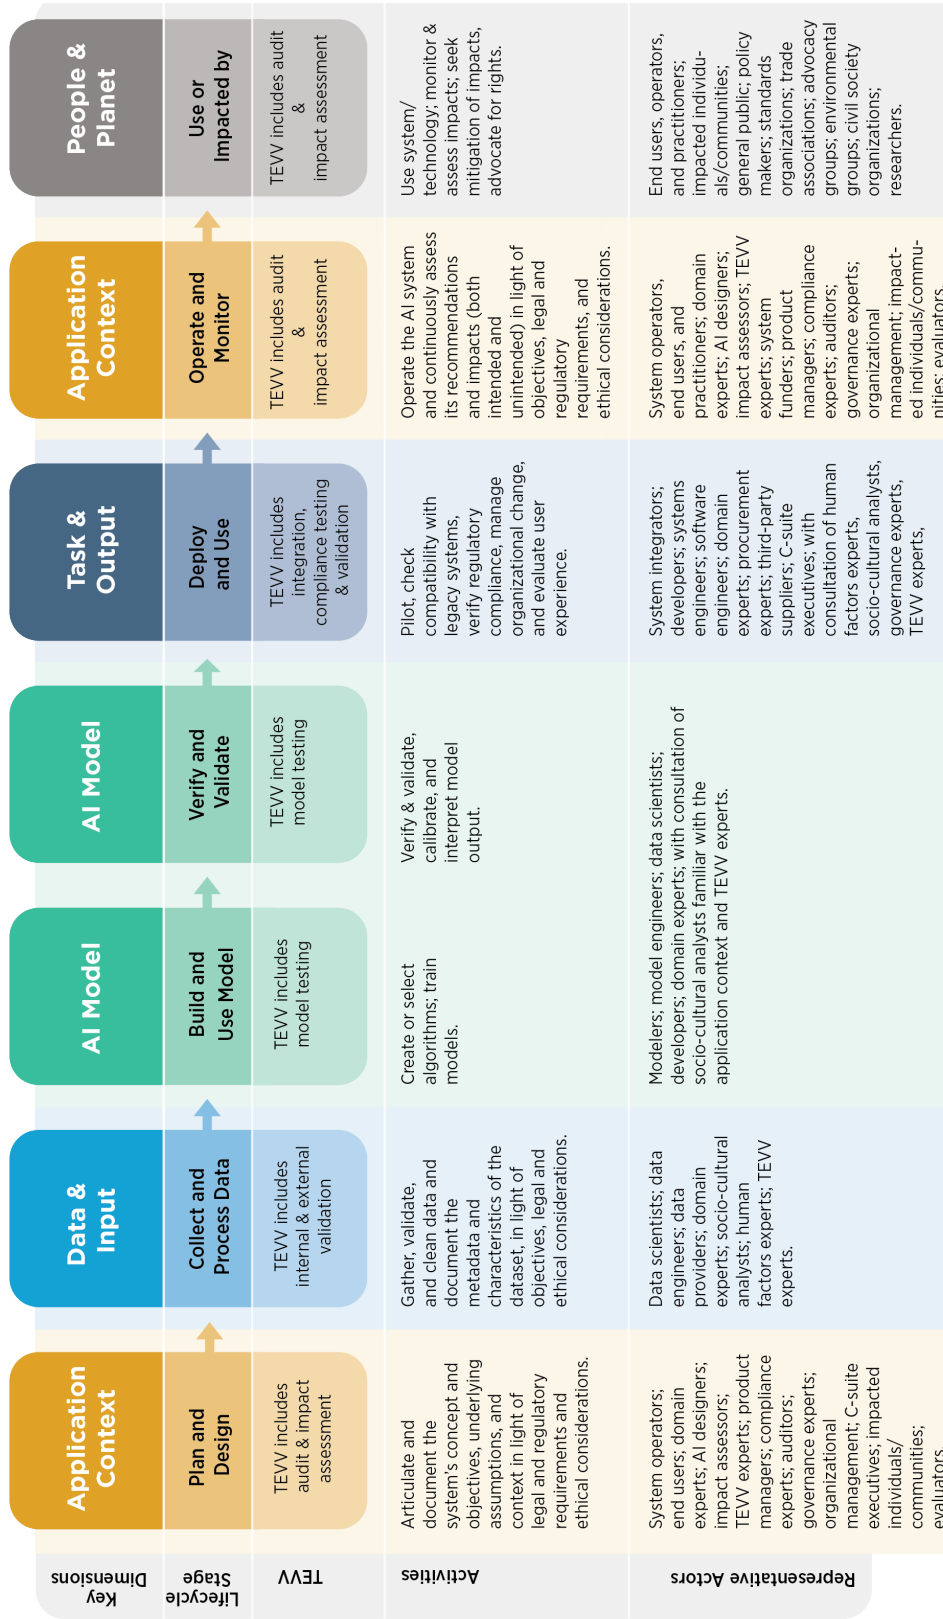 Key
Dimensions
Application
Context
Data &
Input
AI Model
AI Model
Task &
Output
Application
Context
People &
Planet
Lifecycle
Stage
Plan and
Design
Collect and
Process Data
Build and
Use Model
Verify and
Validate
Deploy
and Use
Operate and
Monitor
Use or
Impacted by
TEVV
TEVV includes
audit & impact
assessment
TEVV includes
internal & external
validation
TEVV includes
model testing
TEVV includes
model testing
TEVV includes
integration,
compliance testing
& validation
TEVV includes audit
&
impact assessment
TEVV includes audit
&
impact assessment
Activities
Articulate and
document the
system's concept and
objectives, underlying
assumptions, and
context in light of
legal and regulatory
requirements and
ethical considerations.
Gather, validate,
and clean data and
document the
metadata and
characteristics of the
dataset, in light of
objectives, legal and
ethical considerations.
Create or select
algorithms; train
models.
Verify & validate,
calibrate, and
interpret model
output.
Pilot, check
compatibility with
legacy systems,
verify regulatory
compliance, manage
organizational change,
and evaluate user
experience.
Operate the AI system
and continuously assess
its recommendations
and impacts (both
intended and
unintended) in light of
objectives, legal and
regulatory
requirements, and
ethical considerations.
Use system/
technology; monitor &
assess impacts; seek
mitigation of impacts,
advocate for rights.
Representative Actors
System operators;
end users; domain
experts; AI designers;
impact assessors;
TEVV experts; product
managers; compliance
experts; auditors;
governance experts;
organizational
management; C-suite
executives; impacted
individuals/
communities;
evaluators.
Data scientists; data
engineers; data
providers; domain
experts; socio-cultural
analysts; human
factors experts; TEVV
experts.
Modelers; model engineers; data scientists;
developers; domain experts; with consultation of
socio-cultural analysts familiar with the
application context and TEVV experts.
System integrators;
developers; systems
engineers; software
engineers; domain
experts; procurement
experts; third-party
suppliers; C-suite
executives; with
consultation of human
factors experts,
socio-cultural analysts,
governance experts,
TEVV experts,
System operators,
end users, and
practitioners; domain
experts; AI designers;
impact assessors; TEVV
experts; system
funders; product
managers; compliance
experts; auditors;
governance experts;
organizational
management; impact-
ed individuals/commu-
nities; evaluators.
End users, operators,
and practitioners;
impacted individu-
als/communities;
general public; policy
makers; standards
organizations; trade
associations; advocacy
groups; environmental
groups; civil society
organizations;
researchers.